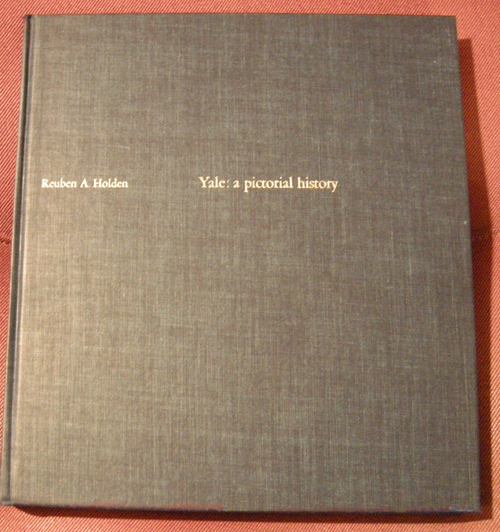 Reuben A. Holden
Yale: a pictorial history